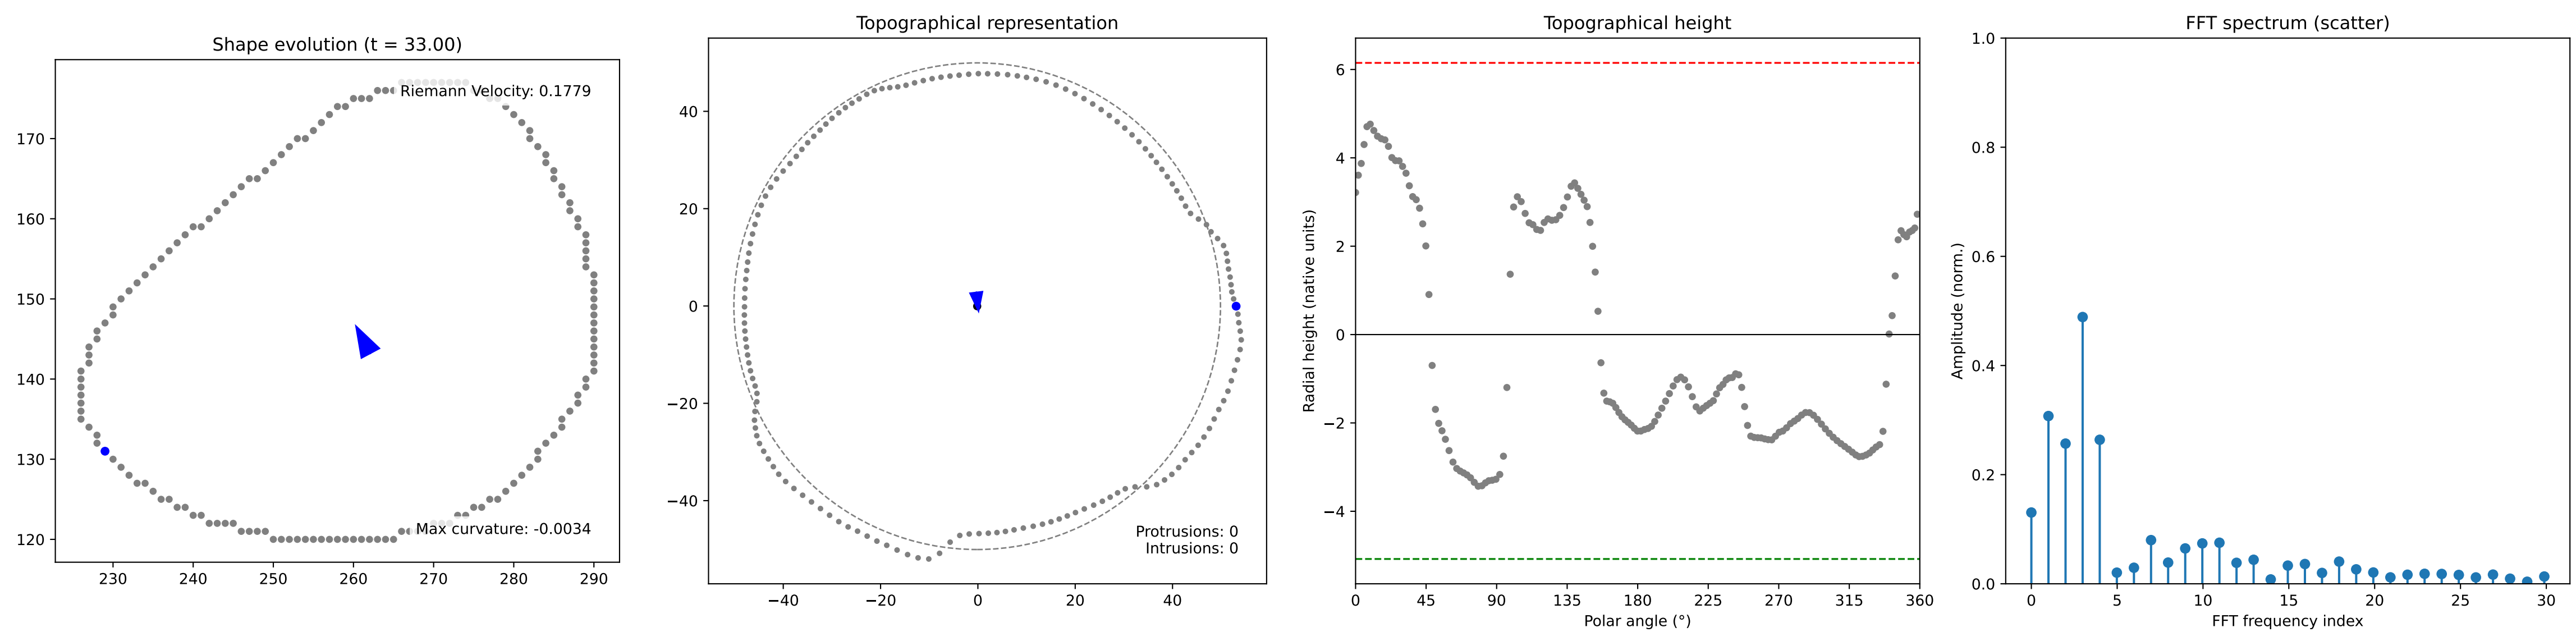 Shape evolution (t = 33.00)
Riemann Velocity: 0.1779
Max curvature: -0.0034
170
160
150
140
130
120
230 240 250 260 270 280 290
Topographical representation
40
20
0
−20
−40
−40 −20 0 20 40
Protrusions: 0
Intrusions: 0
Topographical height
Radial height (native units)
6
4
2
0
−2
−4
0 45 90 135 180 225 270 315 360
Polar angle (°)
FFT spectrum (scatter)
Amplitude (norm.)
1.0
0.8
0.6
0.4
0.2
0.0
0 5 10 15 20 25 30
FFT frequency index